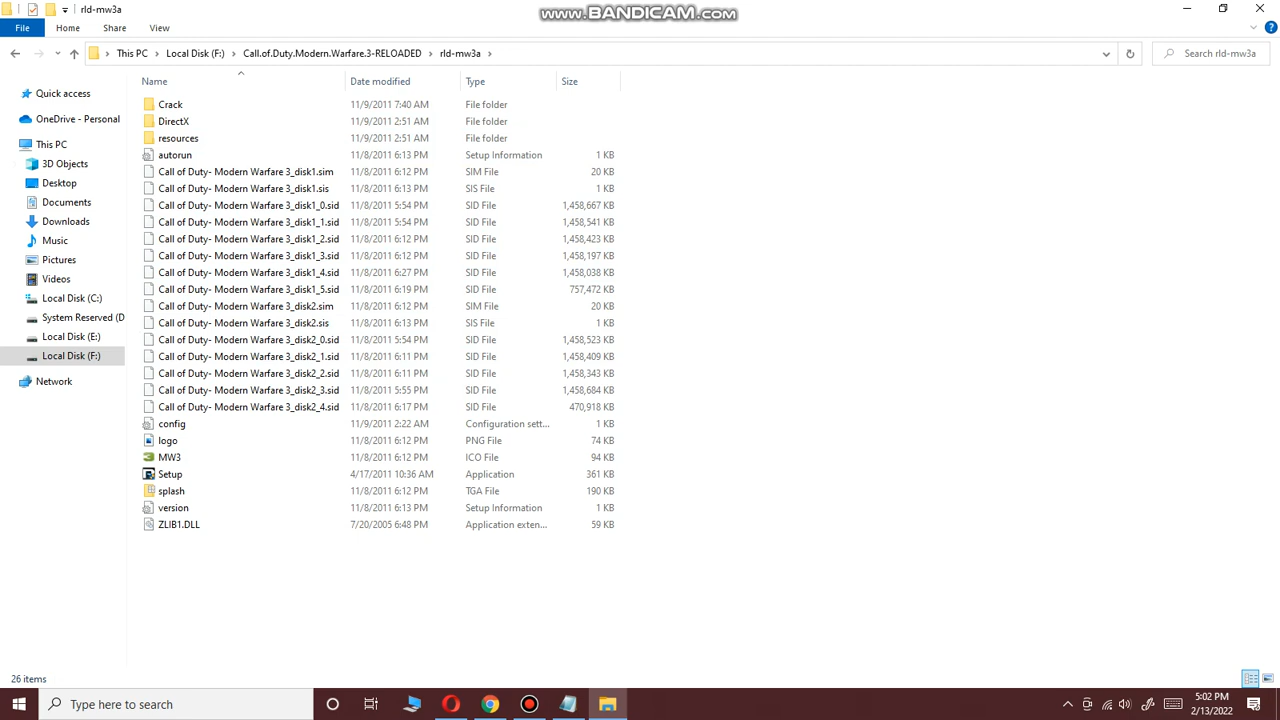 rld-mw3a
www.BANDICAM.com
File Home Share View
This PC Local Disk (F:) Call.of.Duty.Modern.Warfare.3-RELOADED rld-mw3a
Search rld-mw3a
Name Date modified Type Size
Quick access
OneDrive - Personal
This PC
3D Objects
Desktop
Documents
Downloads
Music
Pictures
Videos
Local Disk (C:)
System Reserved (D
Local Disk (E:)
Local Disk (F:)
Network
Crack 11/9/2011 7:40 AM File folder
DirectX 11/9/2011 2:51 AM File folder
resources 11/9/2011 2:51 AM File folder
autorun 11/8/2011 6:13 PM Setup Information 1 KB
Call of Duty- Modern Warfare 3_disk1.sim 11/8/2011 6:12 PM SIM File 20 KB
Call of Duty- Modern Warfare 3_disk1.sis 11/8/2011 6:13 PM SIS File 1 KB
Call of Duty- Modern Warfare 3_disk1_0.sid 11/8/2011 5:54 PM SID File 1,458,667 KB
Call of Duty- Modern Warfare 3_disk1_1.sid 11/8/2011 5:54 PM SID File 1,458,541 KB
Call of Duty- Modern Warfare 3_disk1_2.sid 11/8/2011 6:12 PM SID File 1,458,423 KB
Call of Duty- Modern Warfare 3_disk1_3.sid 11/8/2011 6:12 PM SID File 1,458,197 KB
Call of Duty- Modern Warfare 3_disk1_4.sid 11/8/2011 6:27 PM SID File 1,458,038 KB
Call of Duty- Modern Warfare 3_disk1_5.sid 11/8/2011 6:19 PM SID File 757,472 KB
Call of Duty- Modern Warfare 3_disk2.sim 11/8/2011 6:12 PM SIM File 20 KB
Call of Duty- Modern Warfare 3_disk2.sis 11/8/2011 6:13 PM SIS File 1 KB
Call of Duty- Modern Warfare 3_disk2_0.sid 11/8/2011 5:54 PM SID File 1,458,523 KB
Call of Duty- Modern Warfare 3_disk2_1.sid 11/8/2011 6:11 PM SID File 1,458,409 KB
Call of Duty- Modern Warfare 3_disk2_2.sid 11/8/2011 6:11 PM SID File 1,458,343 KB
Call of Duty- Modern Warfare 3_disk2_3.sid 11/8/2011 5:55 PM SID File 1,458,684 KB
Call of Duty- Modern Warfare 3_disk2_4.sid 11/8/2011 6:17 PM SID File 470,918 KB
config 11/9/2011 2:22 AM Configuration sett... 1 KB
logo 11/8/2011 6:12 PM PNG File 74 KB
MW3 11/8/2011 6:12 PM ICO File 94 KB
Setup 4/17/2011 10:36 AM Application 361 KB
splash 11/8/2011 6:12 PM TGA File 190 KB
version 11/8/2011 6:13 PM Setup Information 1 KB
ZLIB1.DLL 7/20/2005 6:48 PM Application exten... 59 KB
26 items
Type here to search
5:02 PM
2/13/2022